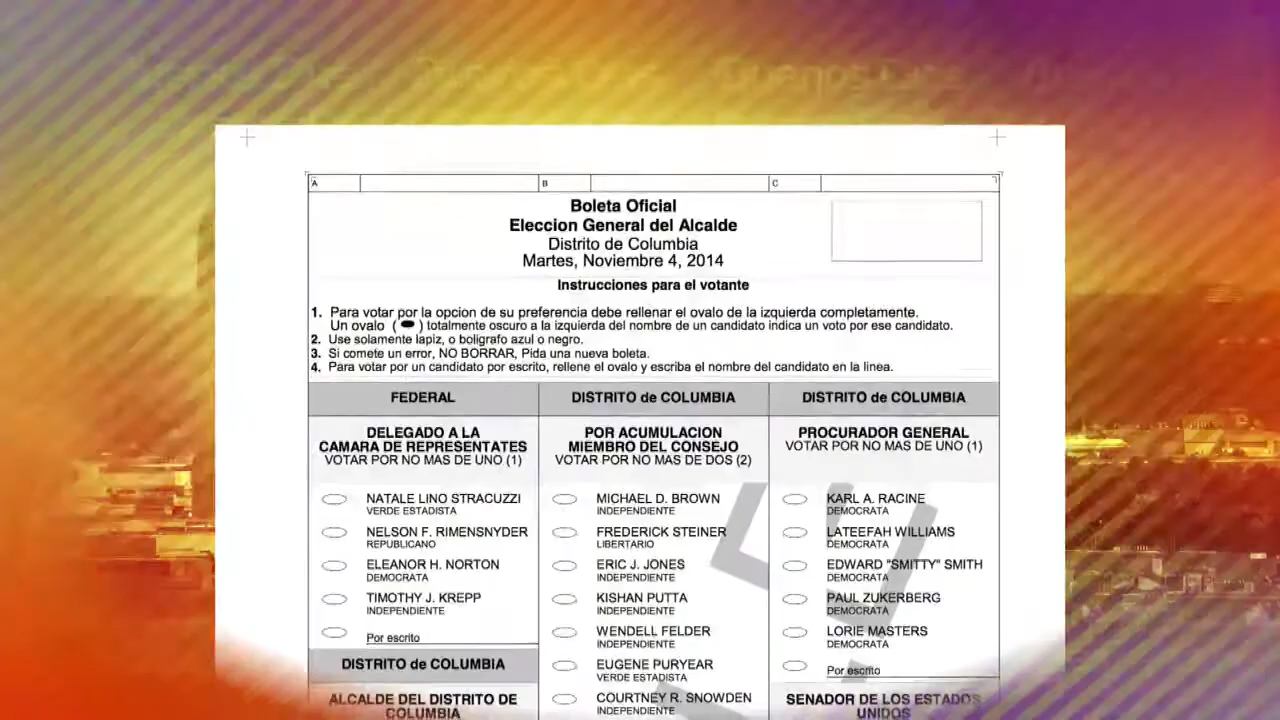 A
B
C
Boleta Oficial
Eleccion General del Alcalde
Distrito de Columbia
Martes, Noviembre 4, 2014
Instrucciones para el votante
1. Para votar por la opcion de su preferencia debe rellenar el ovalo de la izquierda completamente.
Un ovalo ( ) totalmente oscuro a la izquierda del nombre de un candidato indica un voto por ese candidato.
2. Use solamente lapiz, o boligrafo azul o negro.
3. Si comete un error, NO BORRAR, Pida una nueva boleta.
4. Para votar por un candidato por escrito, rellene el ovalo y escriba el nombre del candidato en la linea.
FEDERAL
DELEGADO A LA
CAMARA DE REPRESENTATES
VOTAR POR NO MAS DE UNO (1)
NATALE LINO STRACUZZI
VERDE ESTADISTA
NELSON F. RIMENSNYDER
REPUBLICANO
ELEANOR H. NORTON
DEMOCRATA
TIMOTHY J. KREPP
INDEPENDIENTE
Por escrito
DISTRITO de COLUMBIA
ALCALDE DEL DISTRITO DE
COLUMBIA
DISTRITO de COLUMBIA
POR ACUMULACION
MIEMBRO DEL CONSEJO
VOTAR POR NO MAS DE DOS (2)
MICHAEL D. BROWN
INDEPENDIENTE
FREDERICK STEINER
LIBERTARIO
ERIC J. JONES
INDEPENDIENTE
KISHAN PUTTA
INDEPENDIENTE
WENDELL FELDER
INDEPENDIENTE
EUGENE PURYEAR
VERDE ESTADISTA
COURTNEY R. SNOWDEN
INDEPENDIENTE
DISTRITO de COLUMBIA
PROCURADOR GENERAL
VOTAR POR NO MAS DE UNO (1)
KARL A. RACINE
DEMOCRATA
LATEEFAH WILLIAMS
DEMOCRATA
EDWARD "SMITTY" SMITH
DEMOCRATA
PAUL ZUKERBERG
DEMOCRATA
LORIE MASTERS
DEMOCRATA
Por escrito
SENADOR DE LOS ESTADOS
UNIDOS